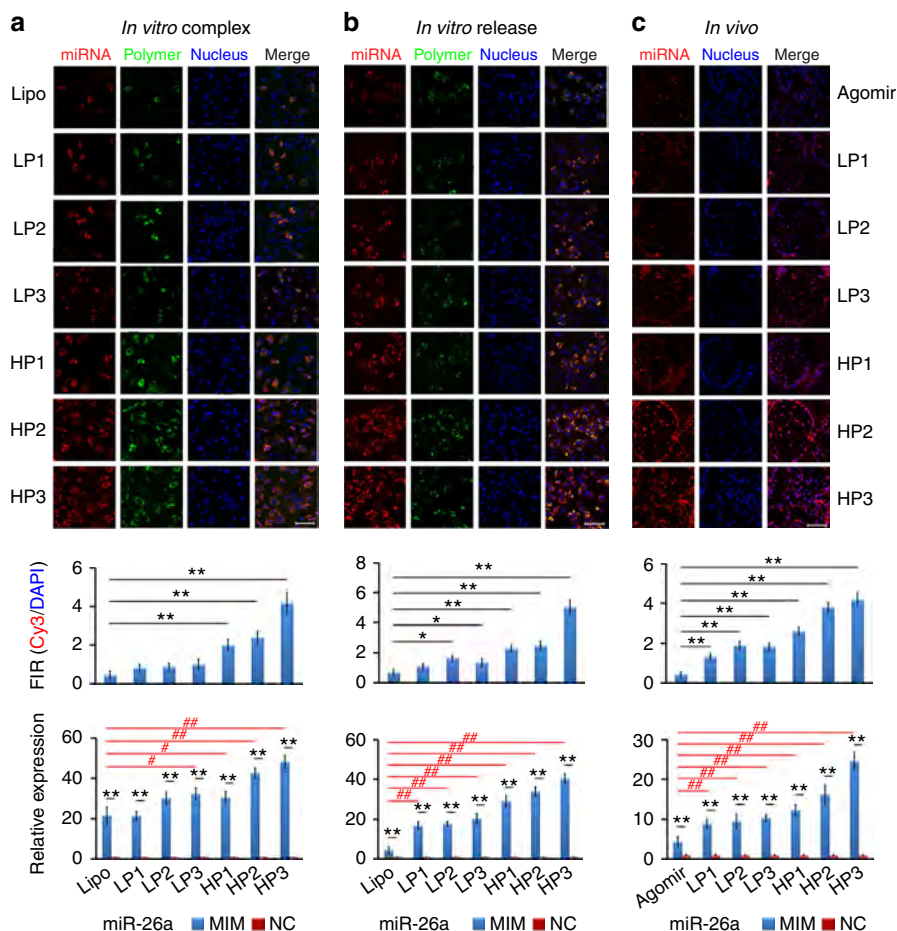 a
In vitro complex
miRNA Polymer Nucleus Merge
Lipo
LP1
LP2
LP3
HP1
HP2
HP3
b
In vitro release
miRNA Polymer Nucleus Merge
c
In vivo
miRNA Nucleus Merge
Agomir
LP1
LP2
LP3
HP1
HP2
HP3
FIR (Cy3/DAPI)
6
4
2
0
**
**
**
8
6
4
2
0
**
**
**
*
*
6
4
2
0
**
**
**
**
**
**
Relative expression
60
40
20
0
##
##
#
#
** ** ** ** ** ** **
Lipo LP1 LP2 LP3 HP1 HP2 HP3
miR-26a MIM NC
60
40
20
0
##
##
##
##
##
##
** ** ** ** ** ** **
Lipo LP1 LP2 LP3 HP1 HP2 HP3
miR-26a MIM NC
30
20
10
0
##
##
##
##
##
##
** ** ** ** ** ** **
Agomir LP1 LP2 LP3 HP1 HP2 HP3
miR-26a MIM NC